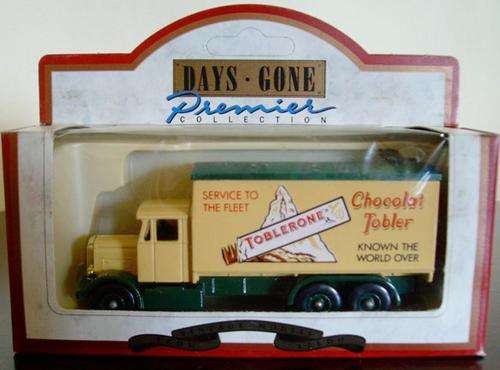 DAYS · GONE
Premier
COLLECTION
SERVICE TO
THE FLEET
TOBLERONE
Chocolat
Tobler
KNOWN THE
WORLD OVER